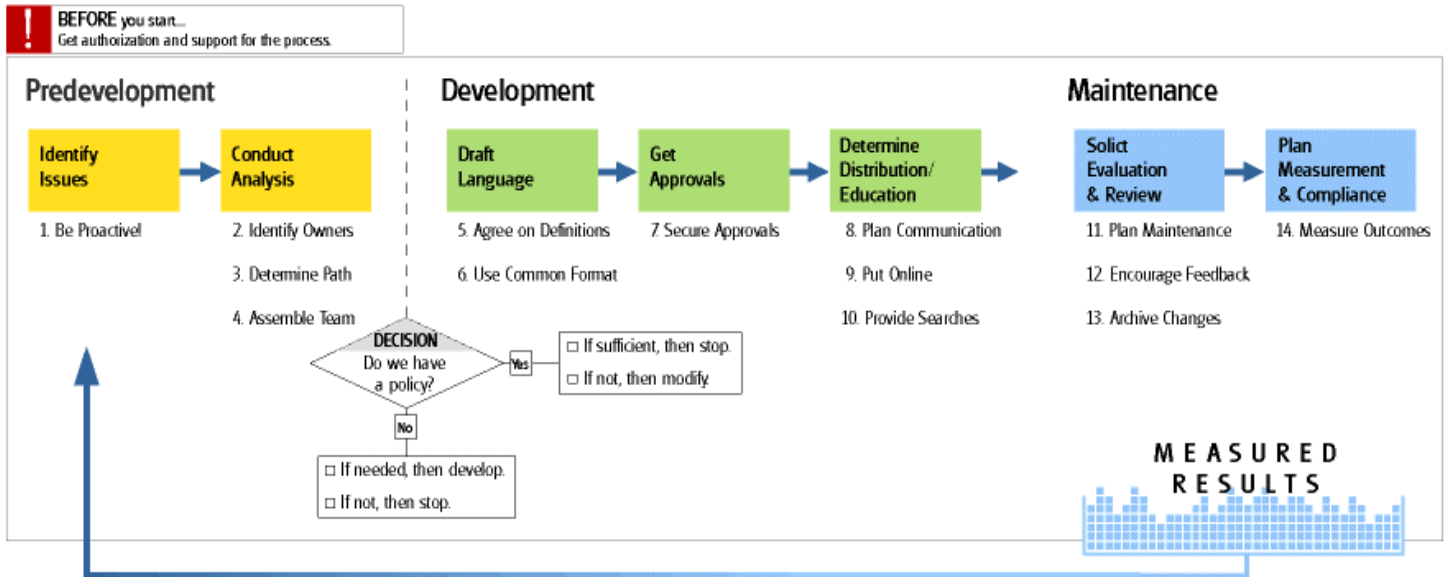 !
BEFORE you start...
Get authorization and support for the process.
Predevelopment
Development
Maintenance
Identify
Issues
Conduct
Analysis
Draft
Language
Get
Approvals
Determine
Distribution/
Education
Solict
Evaluation
& Review
Plan
Measurement
& Compliance
1. Be Proactive!
2. Identify Owners
3. Determine Path
4. Assemble Team
5. Agree on Definitions
6. Use Common Format
7. Secure Approvals
8. Plan Communication
9. Put Online
10. Provide Searches
11. Plan Maintenance
12. Encourage Feedback
13. Archive Changes
14. Measure Outcomes
DECISION
Do we have
a policy?
Yes
If sufficient, then stop.
If not, then modify.
No
If needed, then develop.
If not, then stop.
MEASURED
RESULTS